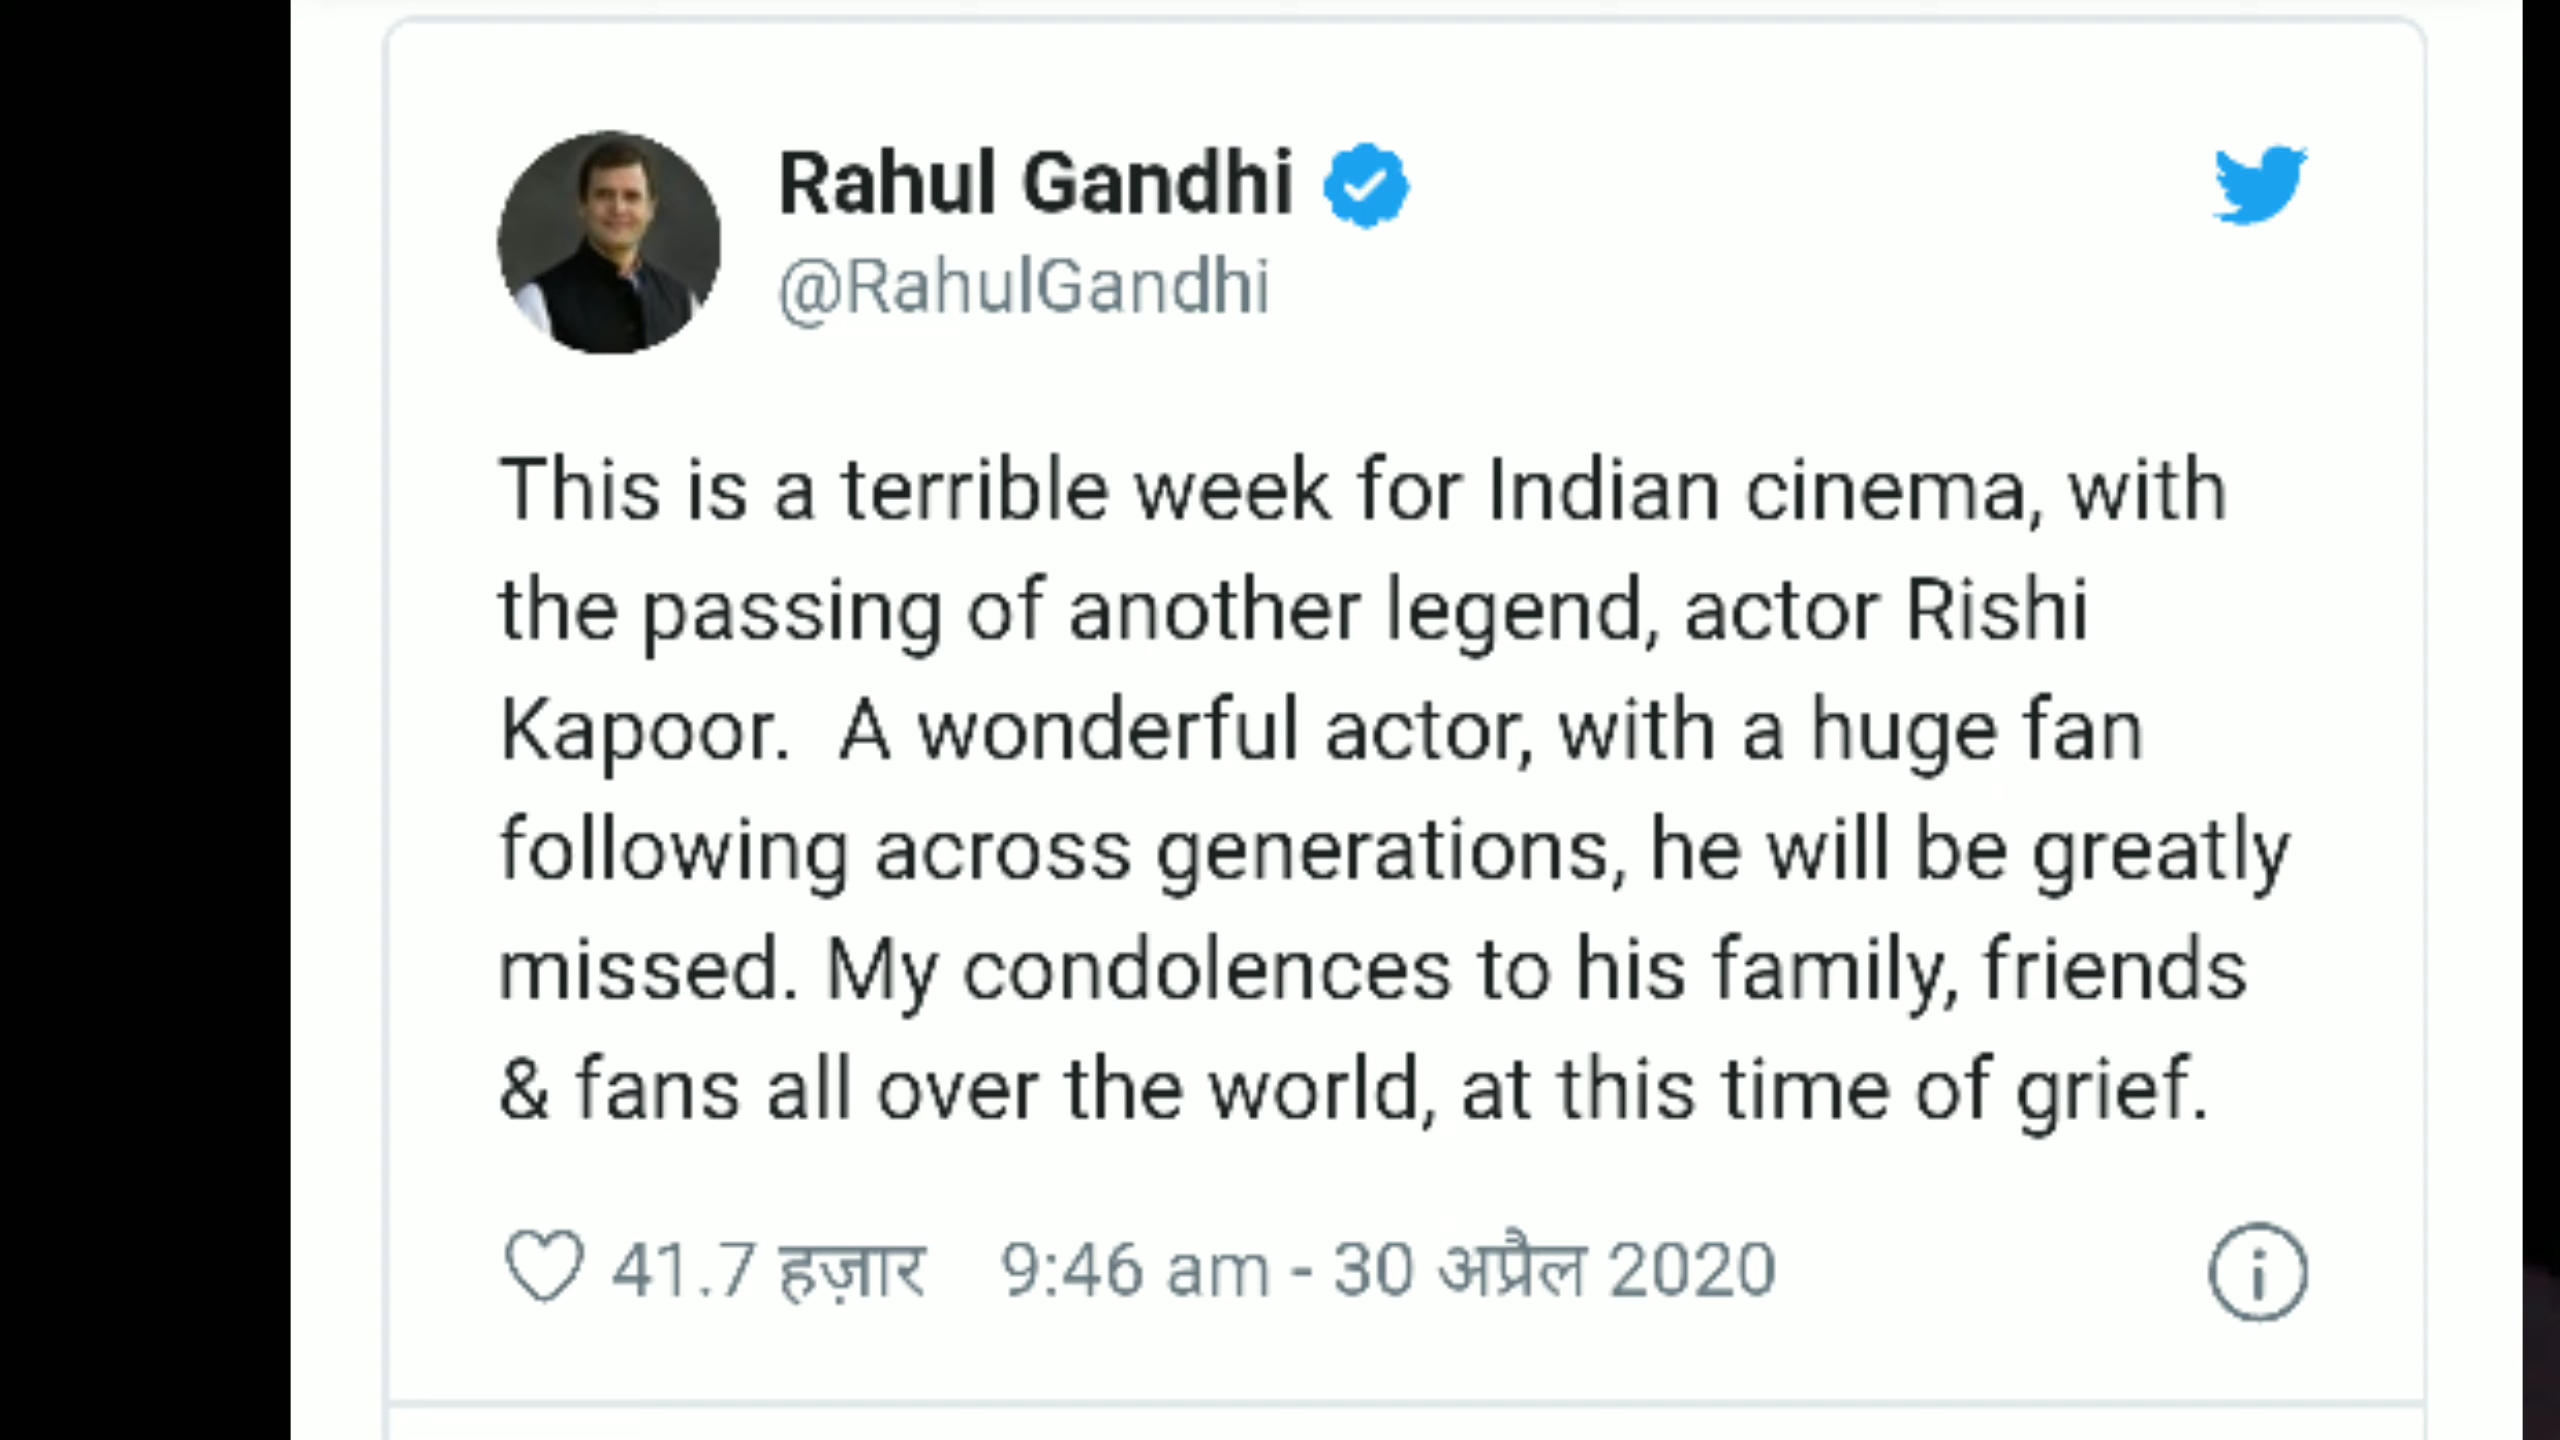 Rahul Gandhi
@RahulGandhi
This is a terrible week for Indian cinema, with
the passing of another legend, actor Rishi
Kapoor.  A wonderful actor, with a huge fan
following across generations, he will be greatly
missed. My condolences to his family, friends
& fans all over the world, at this time of grief.
41.7 हज़ार 9:46 am - 30 अप्रैल 2020